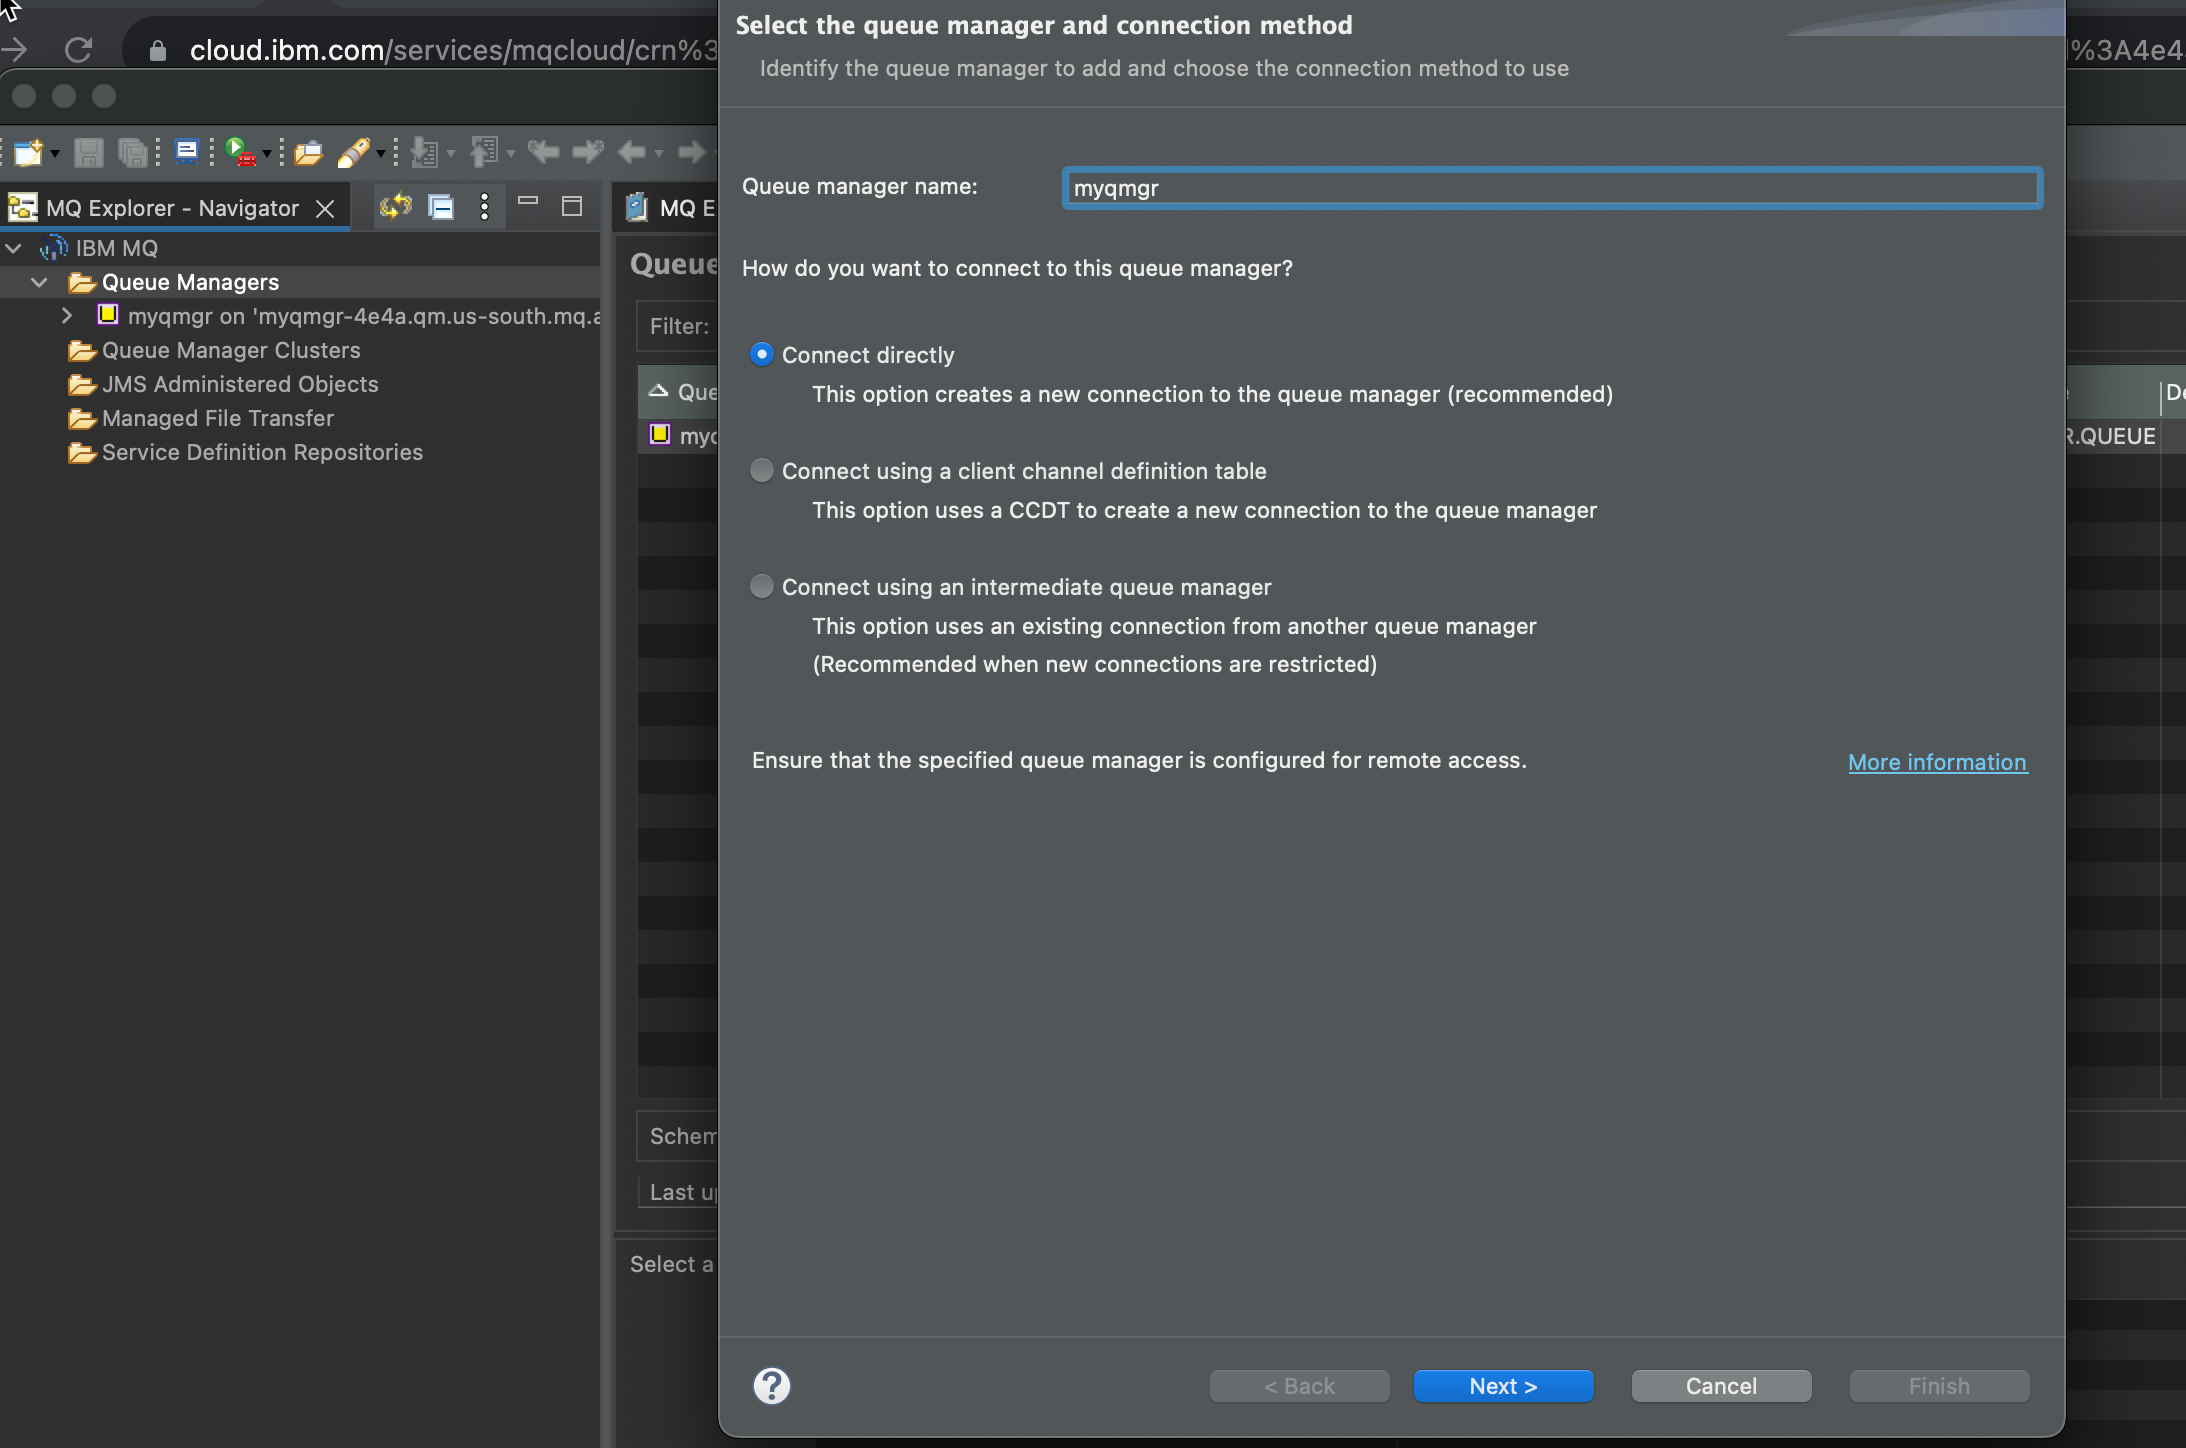 cloud.ibm.com/services/mqcloud/crn%3
%3A4e4
MQ Explorer - Navigator
IBM MQ
Queue Managers
myqmgr on 'myqmgr-4e4a.qm.us-south.mq.a
Queue Manager Clusters
JMS Administered Objects
Managed File Transfer
Service Definition Repositories
MQ E
Queue
Filter:
Que
myq
Schem
Last u
Select a
De
R.QUEUE
Select the queue manager and connection method
Identify the queue manager to add and choose the connection method to use
Queue manager name:
myqmgr
How do you want to connect to this queue manager?
Connect directly
This option creates a new connection to the queue manager (recommended)
Connect using a client channel definition table
This option uses a CCDT to create a new connection to the queue manager
Connect using an intermediate queue manager
This option uses an existing connection from another queue manager
(Recommended when new connections are restricted)
Ensure that the specified queue manager is configured for remote access.
More information
?
< Back
Next >
Cancel
Finish